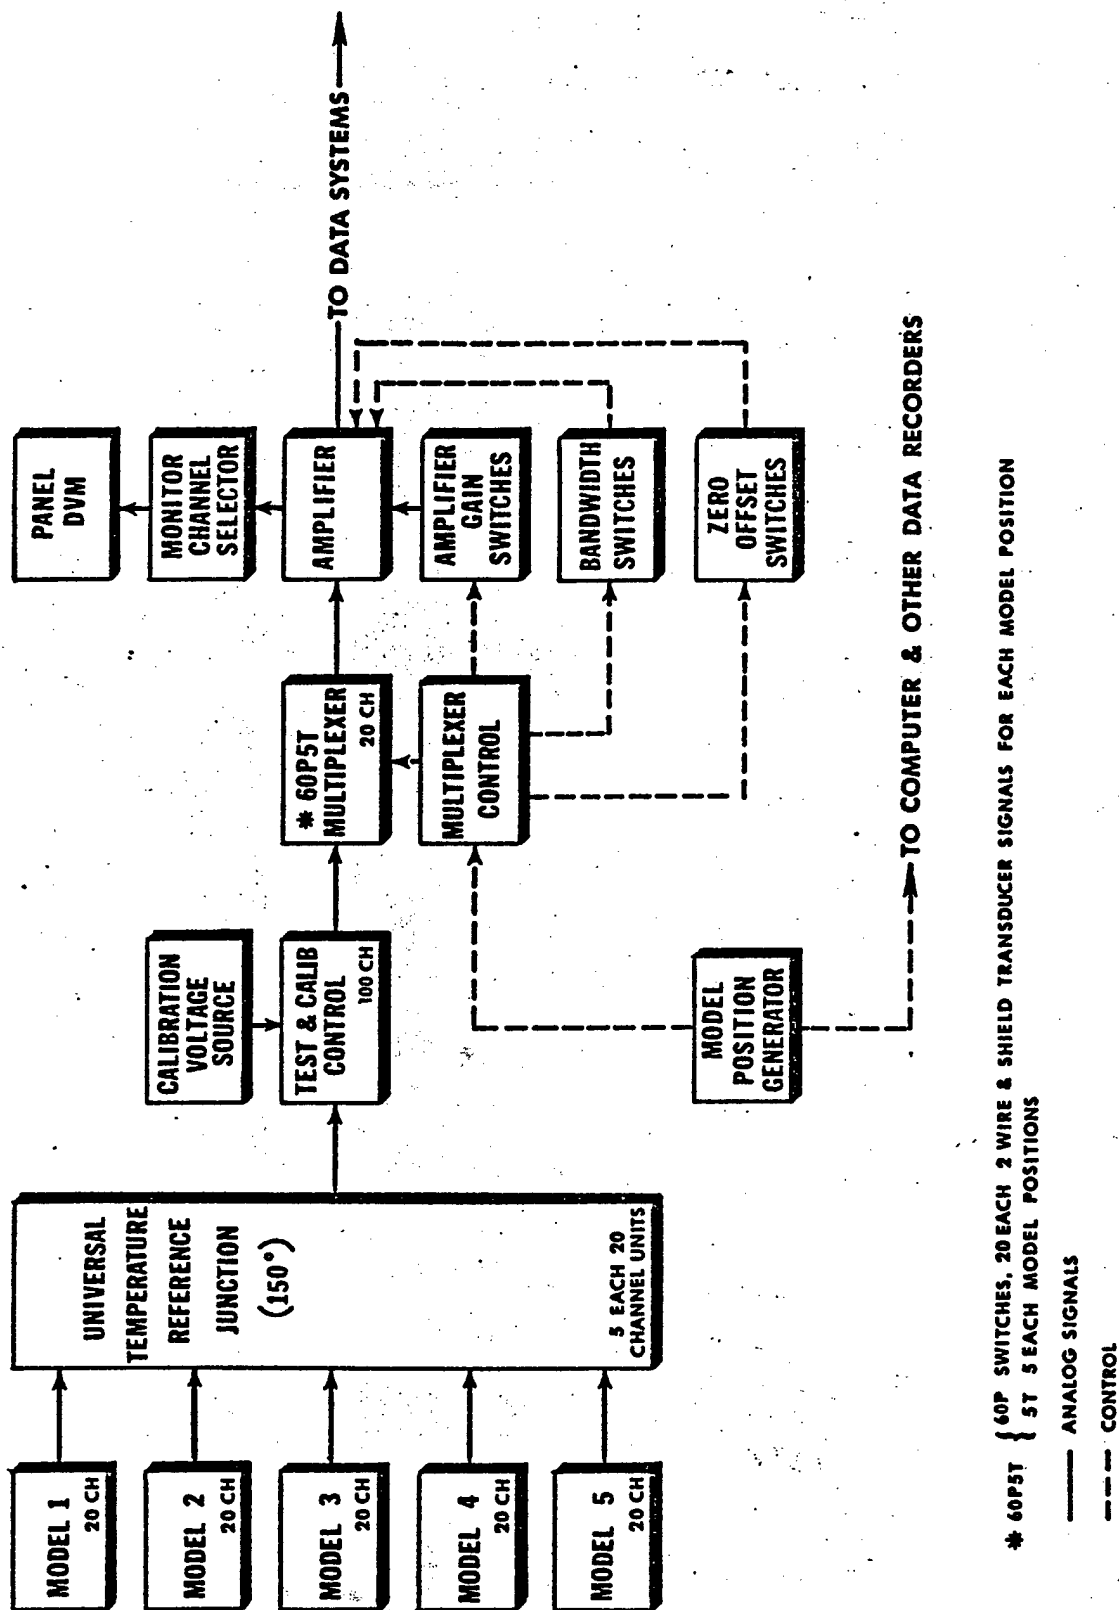 MODEL 1
20 CH
MODEL 2
20 CH
MODEL 3
20 CH
MODEL 4
20 CH
MODEL 5
20 CH
UNIVERSAL
TEMPERATURE
REFERENCE
JUNCTION
(150°)
5 EACH 20
CHANNEL UNITS
CALIBRATION
VOLTAGE
SOURCE
TEST & CALIB
CONTROL
100 CH
* 60P5T
MULTIPLEXER
20 CH
MULTIPLEXER
CONTROL
MODEL
POSITION
GENERATOR
PANEL
DVM
MONITOR
CHANNEL
SELECTOR
AMPLIFIER
AMPLIFIER
GAIN
SWITCHES
BANDWIDTH
SWITCHES
ZERO
OFFSET
SWITCHES
TO DATA SYSTEMS
TO COMPUTER & OTHER DATA RECORDERS
* 60P5T { 60P SWITCHES, 20 EACH 2 WIRE & SHIELD TRANSDUCER SIGNALS FOR EACH MODEL POSITION
5T 5 EACH MODEL POSITIONS
ANALOG SIGNALS
CONTROL